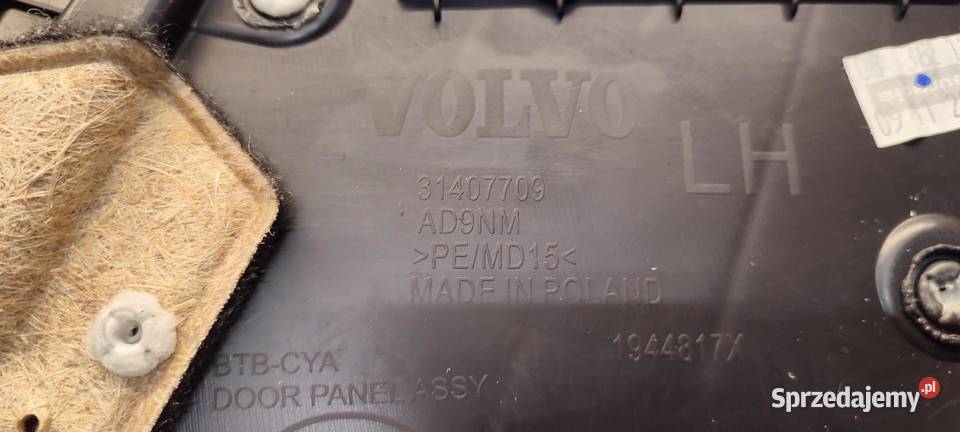 VOLVO
LH
31407709
AD9NM
>PE/MD15<
MADE IN POLAND
1944817X
BTB-CYA
DOOR PANEL ASSY
Sprzedajemy.pl